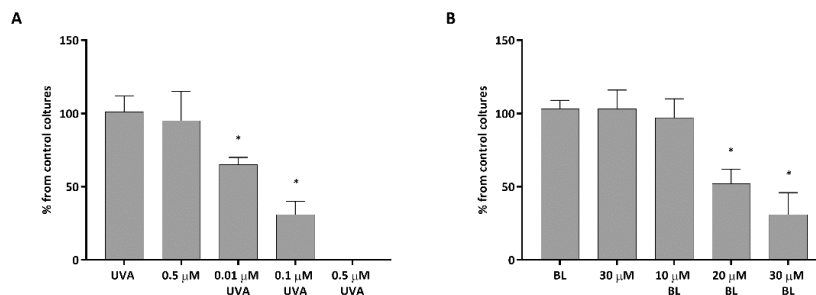 A
% from control coltures
150
100
50
0
*
*
UVA
0.5 μM
0.01 μM
UVA
0.1 μM
UVA
0.5 μM
UVA
B
% from control coltures
150
100
50
0
*
*
BL
30 μM
10 μM
BL
20 μM
BL
30 μM
BL